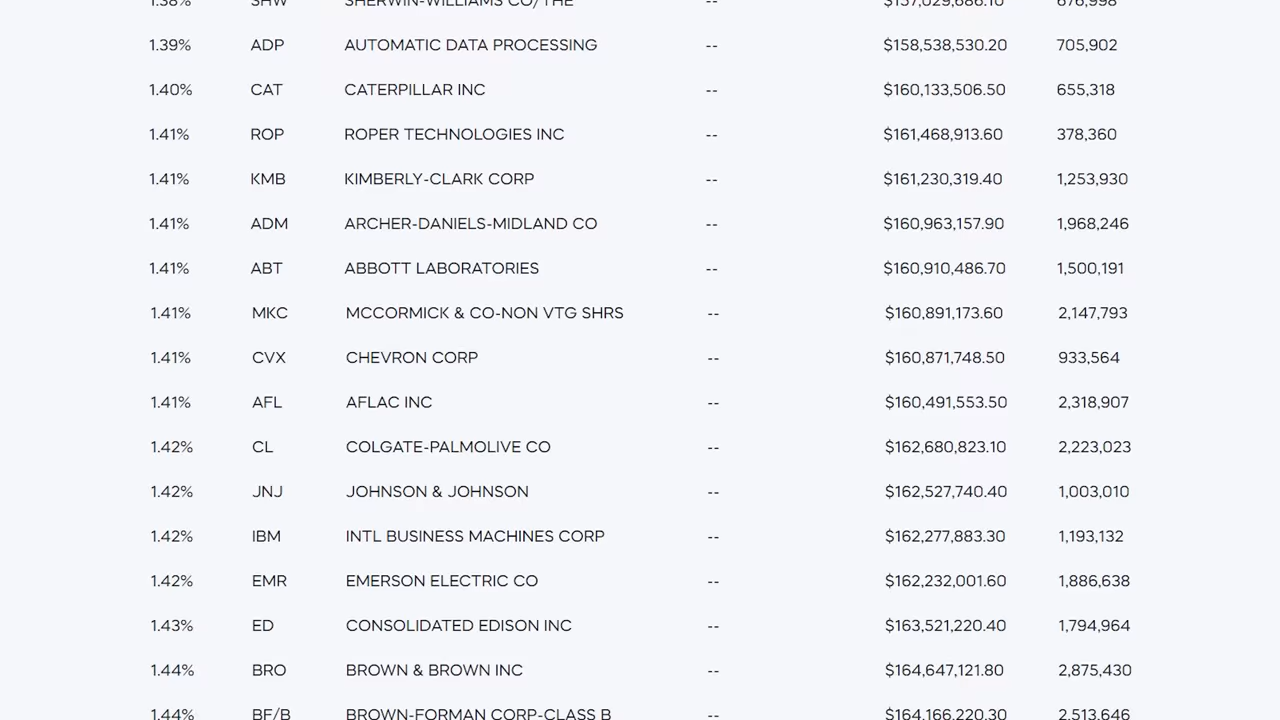 1.38% SHW SHERWIN-WILLIAMS CO/THE -- $157,029,686.10 676,998
1.39% ADP AUTOMATIC DATA PROCESSING -- $158,538,530.20 705,902
1.40% CAT CATERPILLAR INC -- $160,133,506.50 655,318
1.41% ROP ROPER TECHNOLOGIES INC -- $161,468,913.60 378,360
1.41% KMB KIMBERLY-CLARK CORP -- $161,230,319.40 1,253,930
1.41% ADM ARCHER-DANIELS-MIDLAND CO -- $160,963,157.90 1,968,246
1.41% ABT ABBOTT LABORATORIES -- $160,910,486.70 1,500,191
1.41% MKC MCCORMICK & CO-NON VTG SHRS -- $160,891,173.60 2,147,793
1.41% CVX CHEVRON CORP -- $160,871,748.50 933,564
1.41% AFL AFLAC INC -- $160,491,553.50 2,318,907
1.42% CL COLGATE-PALMOLIVE CO -- $162,680,823.10 2,223,023
1.42% JNJ JOHNSON & JOHNSON -- $162,527,740.40 1,003,010
1.42% IBM INTL BUSINESS MACHINES CORP -- $162,277,883.30 1,193,132
1.42% EMR EMERSON ELECTRIC CO -- $162,232,001.60 1,886,638
1.43% ED CONSOLIDATED EDISON INC -- $163,521,220.40 1,794,964
1.44% BRO BROWN & BROWN INC -- $164,647,121.80 2,875,430
1.44% BF/B BROWN-FORMAN CORP-CLASS B -- $164,166,220.30 2,513,646